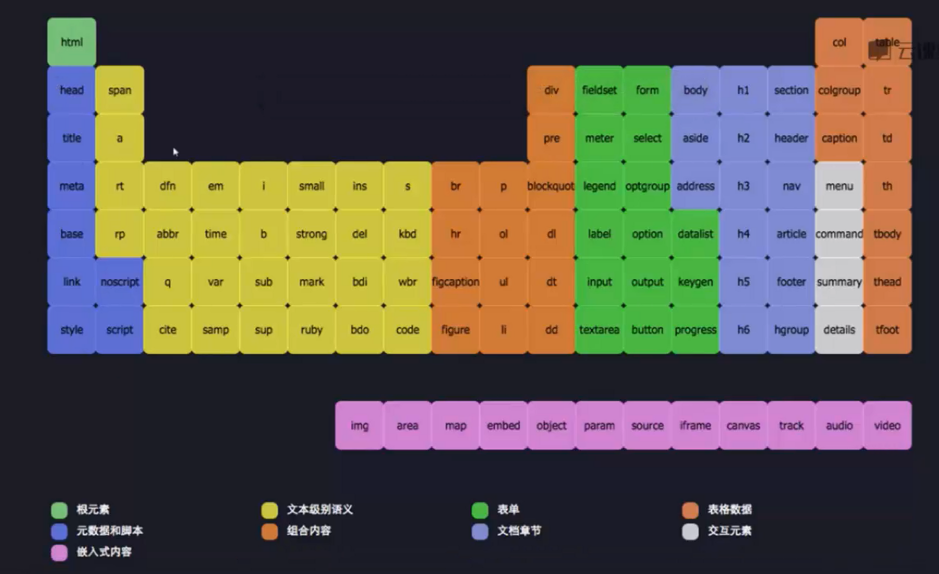 html col table
head span div fieldset form body h1 section colgroup tr
title a pre meter select aside h2 header caption td
meta rt dfn em i small ins s br p blockquot legend optgroup address h3 nav menu th
base rp abbr time b strong del kbd hr ol dl label option datalist h4 article command tbody
link noscript q var sub mark bdi wbr figcaption ul dt input output keygen h5 footer summary thead
style script cite samp sup ruby bdo code figure li dd textarea button progress h6 hgroup details tfoot
img area map embed object param source iframe canvas track audio video
根元素 文本级别语义 表单 表格数据
元数据和脚本 组合内容 文档章节 交互元素
嵌入式内容